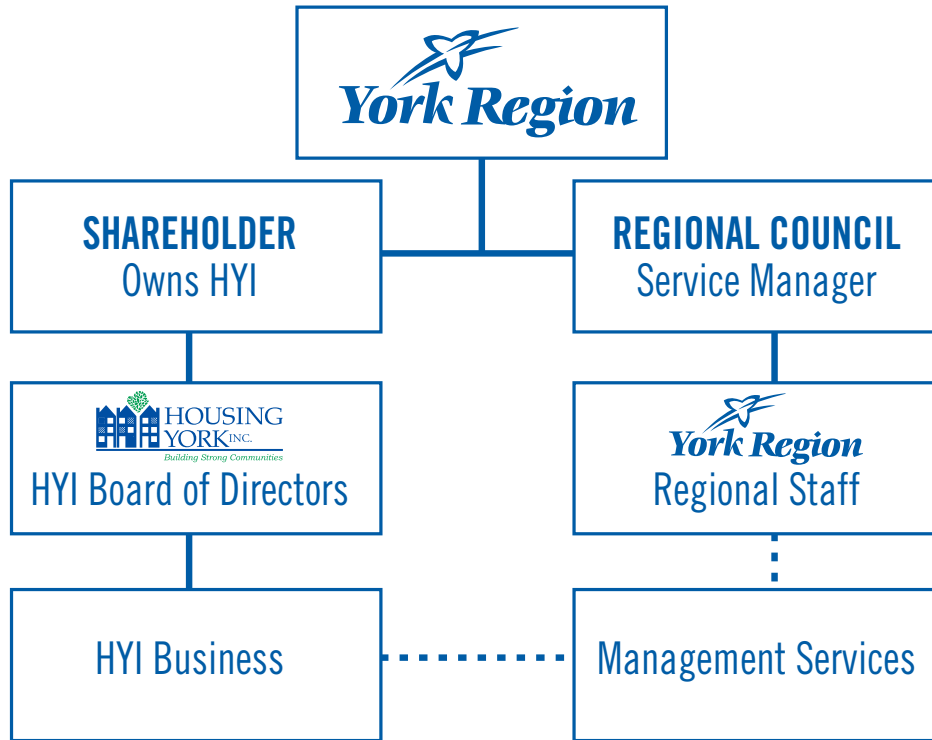 York Region
SHAREHOLDER
Owns HYI
REGIONAL COUNCIL
Service Manager
HOUSING
YORK INC.
Building Strong Communities
HYI Board of Directors
York Region
Regional Staff
HYI Business
Management Services